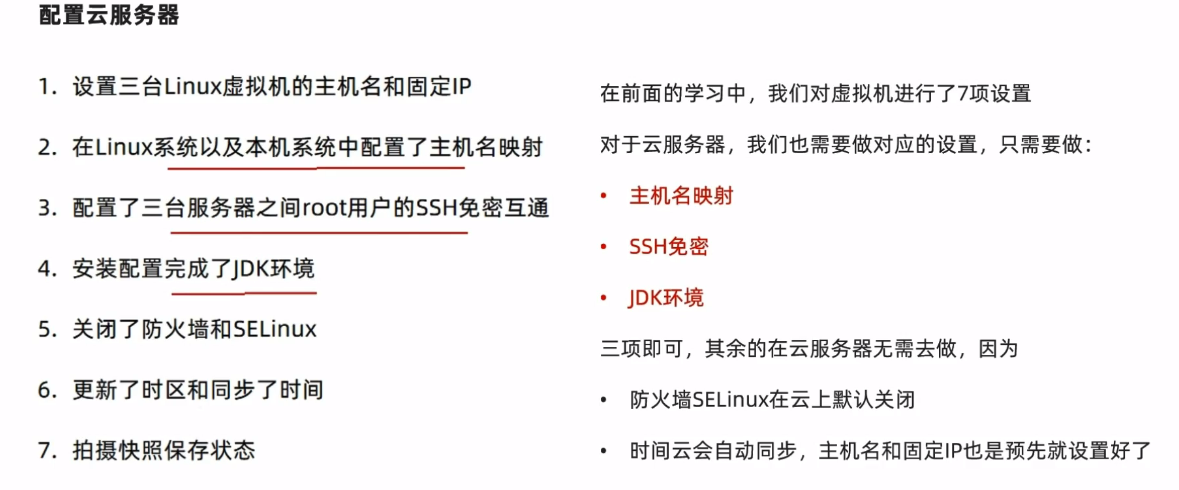 配置云服务器
1. 设置三台Linux虚拟机的主机名和固定IP
2. 在Linux系统以及本机系统中配置了主机名映射
3. 配置了三台服务器之间root用户的SSH免密互通
4. 安装配置完成了JDK环境
5. 关闭了防火墙和SELinux
6. 更新了时区和同步了时间
7. 拍摄快照保存状态
在前面的学习中，我们对虚拟机进行了7项设置
对于云服务器，我们也需要做对应的设置，只需要做：
• 主机名映射
• SSH免密
• JDK环境
三项即可，其余的在云服务器无需去做，因为
• 防火墙SELinux在云上默认关闭
• 时间云会自动同步，主机名和固定IP也是预先就设置好了